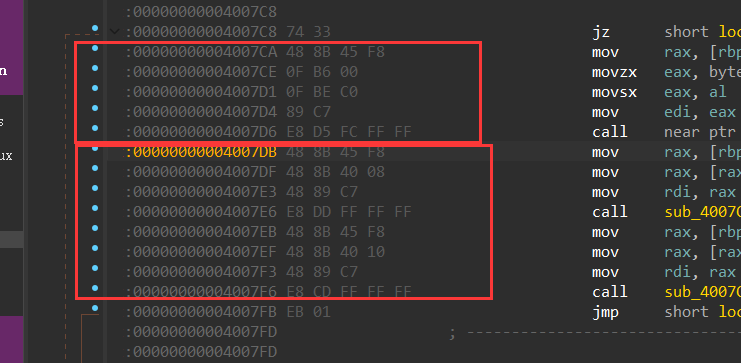 :00000000004007C8
:00000000004007C8 74 33 jz short loc
:00000000004007CA 48 8B 45 F8 mov rax, [rbp
:00000000004007CE 0F B6 00 movzx eax, byte
:00000000004007D1 0F BE C0 movsx eax, al
:00000000004007D4 89 C7 mov edi, eax
:00000000004007D6 E8 D5 FC FF FF call near ptr
:00000000004007DB 48 8B 45 F8 mov rax, [rbp
:00000000004007DF 48 8B 40 08 mov rax, [rax
:00000000004007E3 48 89 C7 mov rdi, rax
:00000000004007E6 E8 DD FF FF FF call sub_4007C
:00000000004007EB 48 8B 45 F8 mov rax, [rbp
:00000000004007EF 48 8B 40 10 mov rax, [rax
:00000000004007F3 48 89 C7 mov rdi, rax
:00000000004007F6 E8 CD FF FF FF call sub_4007C
:00000000004007FB EB 01 jmp short loc
:00000000004007FD ; ---------------------------
:00000000004007FD
n
s
ux